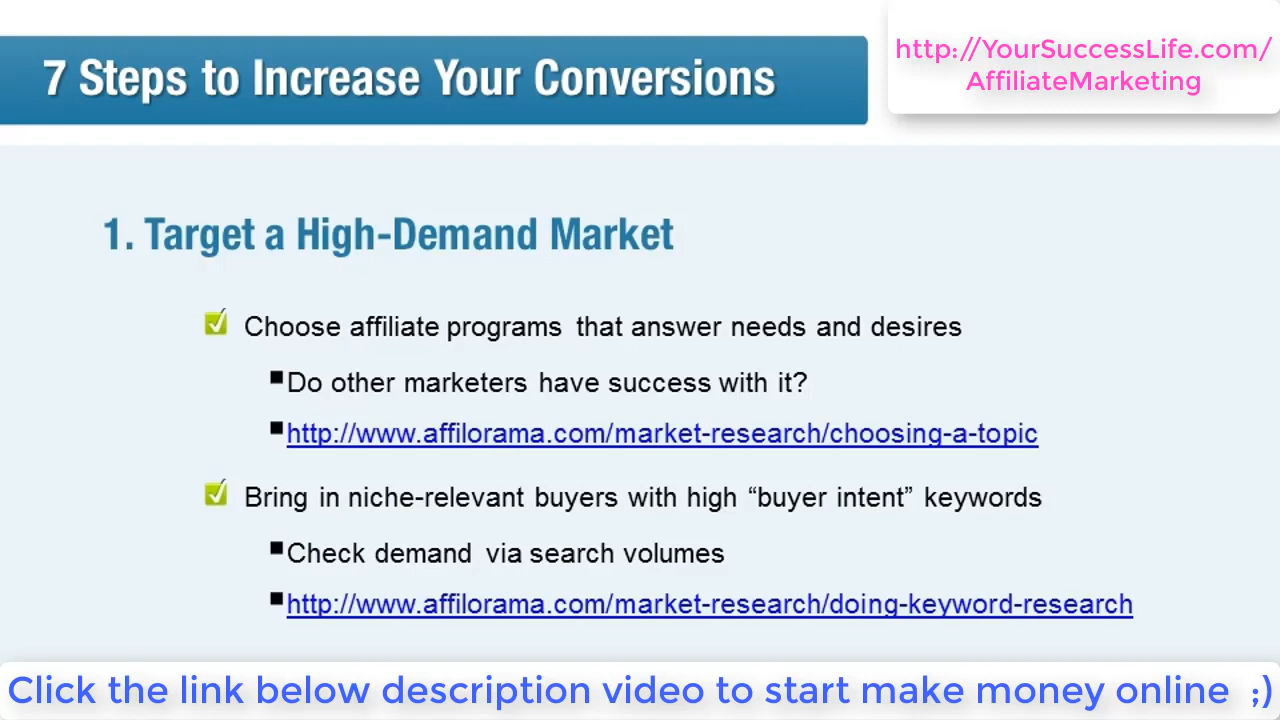 7 Steps to Increase Your Conversions
http://YourSuccessLife.com/
AffiliateMarketing
1. Target a High-Demand Market
Choose affiliate programs that answer needs and desires
Do other marketers have success with it?
http://www.affilorama.com/market-research/choosing-a-topic
Bring in niche-relevant buyers with high “buyer intent” keywords
Check demand via search volumes
http://www.affilorama.com/market-research/doing-keyword-research
Click the link below description video to start make money online ;)